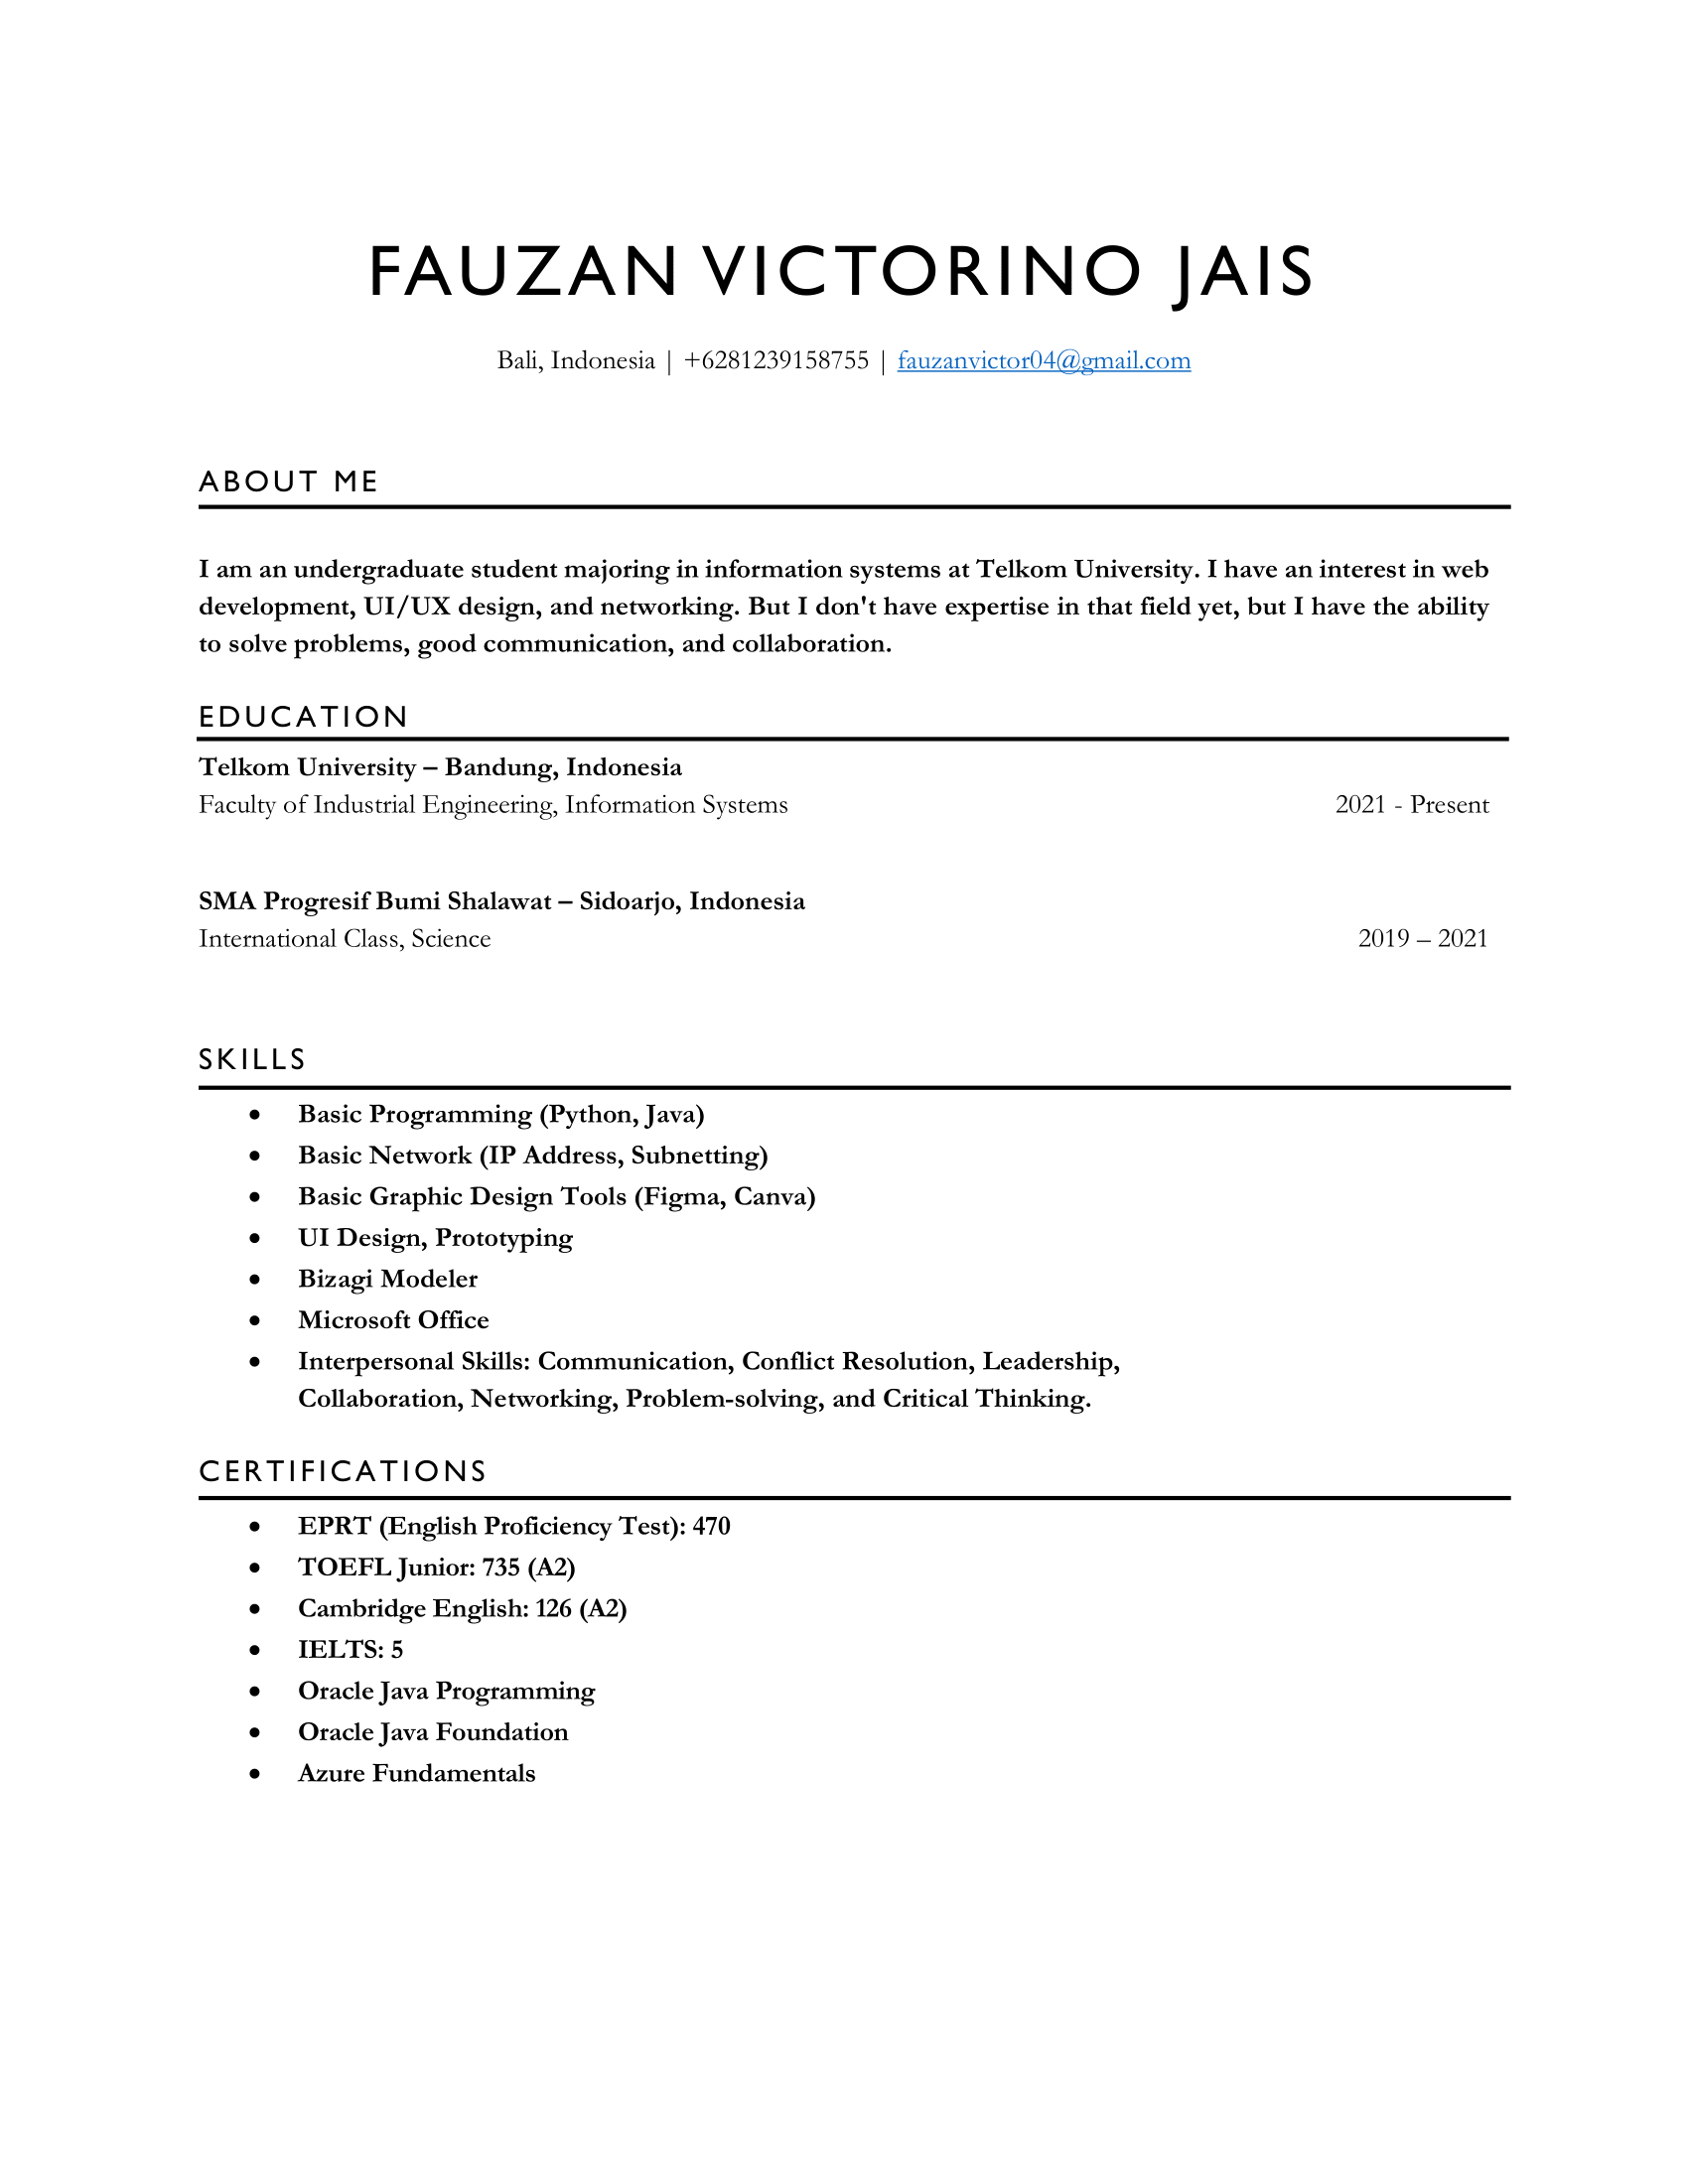 FAUZAN VICTORINO JAIS
Bali, Indonesia | +6281239158755 | fauzanvictor04@gmail.com
ABOUT ME
I am an undergraduate student majoring in information systems at Telkom University. I have an interest in web
development, UI/UX design, and networking. But I don't have expertise in that field yet, but I have the ability
to solve problems, good communication, and collaboration.
EDUCATION
Telkom University – Bandung, Indonesia
Faculty of Industrial Engineering, Information Systems 2021 - Present
SMA Progresif Bumi Shalawat – Sidoarjo, Indonesia
International Class, Science 2019 – 2021
SKILLS
• Basic Programming (Python, Java)
• Basic Network (IP Address, Subnetting)
• Basic Graphic Design Tools (Figma, Canva)
• UI Design, Prototyping
• Bizagi Modeler
• Microsoft Office
• Interpersonal Skills: Communication, Conflict Resolution, Leadership,
Collaboration, Networking, Problem-solving, and Critical Thinking.
CERTIFICATIONS
• EPRT (English Proficiency Test): 470
• TOEFL Junior: 735 (A2)
• Cambridge English: 126 (A2)
• IELTS: 5
• Oracle Java Programming
• Oracle Java Foundation
• Azure Fundamentals